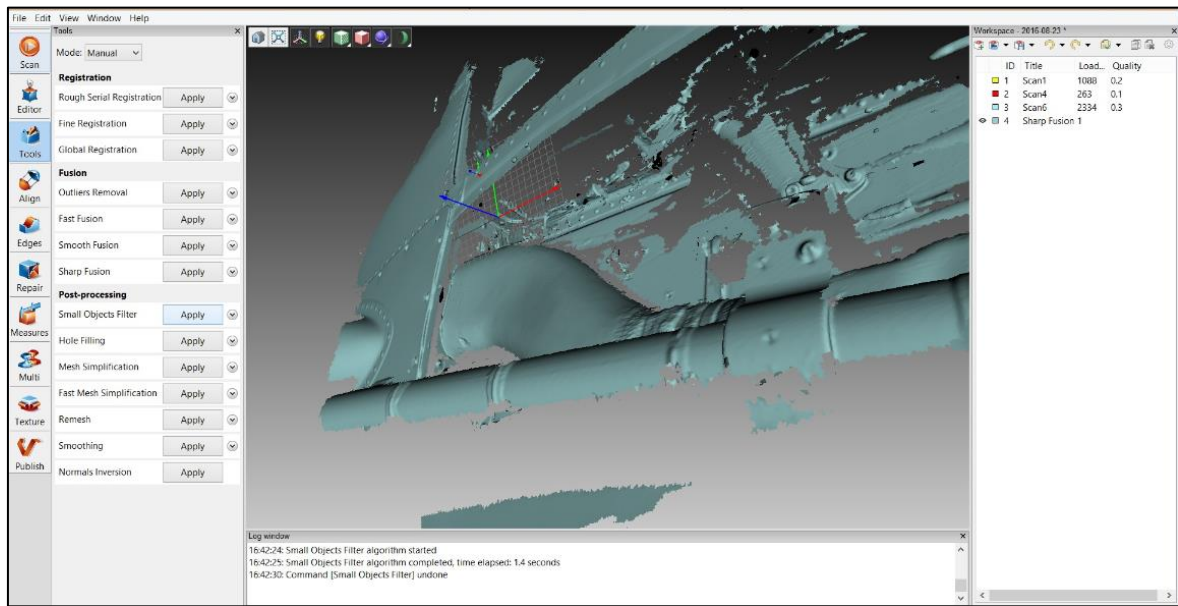 File Edit View Window Help
Tools
Mode: Manual
Registration
Rough Serial Registration Apply
Fine Registration Apply
Global Registration Apply
Fusion
Outliers Removal Apply
Fast Fusion Apply
Smooth Fusion Apply
Sharp Fusion Apply
Post-processing
Small Objects Filter Apply
Hole Filling Apply
Mesh Simplification Apply
Fast Mesh Simplification Apply
Remesh Apply
Smoothing Apply
Normals Inversion Apply
Scan
Editor
Tools
Align
Edges
Repair
Measures
Multi
Texture
Publish
Log window
16:42:24: Small Objects Filter algorithm started
16:42:25: Small Objects Filter algorithm completed, time elapsed: 1.4 seconds
16:42:30: Command [Small Objects Filter] undone
Workspace - 2016-08-23 *
ID Title Load... Quality
1 Scan1 1088 0.2
2 Scan4 263 0.1
3 Scan6 2334 0.3
4 Sharp Fusion 1